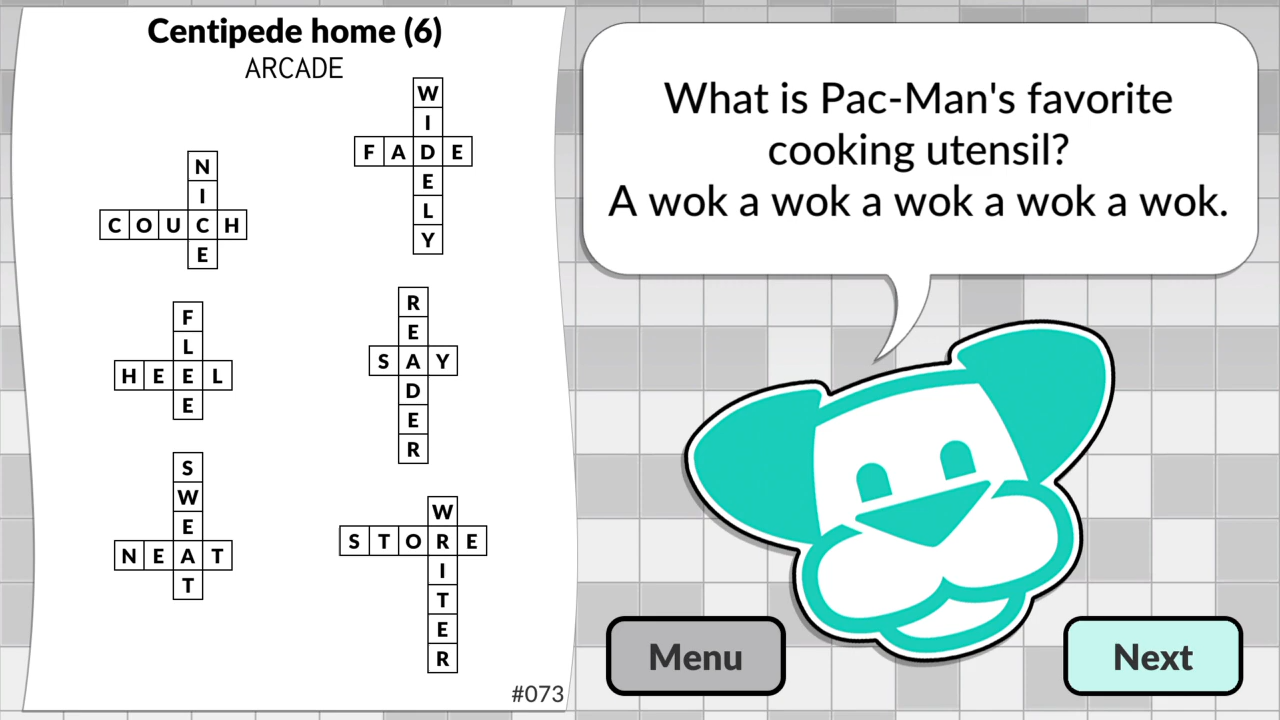 Centipede home (6)
ARCADE
N
I
COUCH
E
F
L
HEEL
E
S
W
E
NEAT
T
W
I
FADE
E
L
Y
R
E
SAY
D
E
R
W
STORE
I
T
E
R
#073
What is Pac-Man's favorite
cooking utensil?
A wok a wok a wok a wok a wok.
Menu
Next